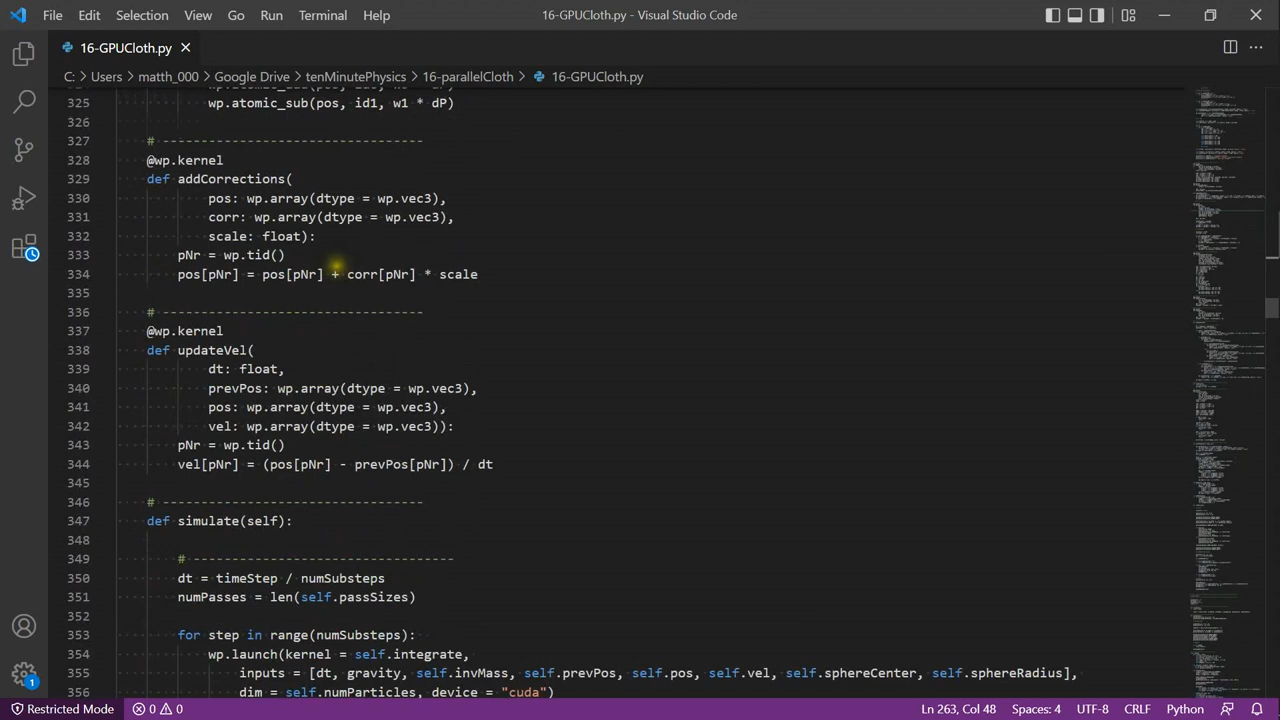 File Edit Selection View Go Run Terminal Help 16-GPUCloth.py - Visual Studio Code
16-GPUCloth.py
C: > Users > matth_000 > Google Drive > tenMinutePhysics > 16-parallelCloth > 16-GPUCloth.py > ...
325 wp.atomic_sub(pos, id1, w1 * dP)
326
327 # ----------------------------------
328 @wp.kernel
329 def addCorrections(
330 pos: wp.array(dtype = wp.vec3),
331 corr: wp.array(dtype = wp.vec3),
332 scale: float):
333 pNr = wp.tid()
334 pos[pNr] = pos[pNr] + corr[pNr] * scale
335
336 # ----------------------------------
337 @wp.kernel
338 def updateVel(
339 dt: float,
340 prevPos: wp.array(dtype = wp.vec3),
341 pos: wp.array(dtype = wp.vec3),
342 vel: wp.array(dtype = wp.vec3)):
343 pNr = wp.tid()
344 vel[pNr] = (pos[pNr] - prevPos[pNr]) / dt
345
346 # ----------------------------------
347 def simulate(self):
348
349 # -----------------------------------
350 dt = timeStep / numSubsteps
351 numPasses = len(self.passSizes)
352
353 for step in range(numSubsteps):
354 wp.launch(kernel = self.integrate,
355 inputs = [dt, gravity, self.invMass, self.prevPos, self.pos, self.vel, self.sphereCenter, self.sphereRadius],
356 dim = self.numParticles, device = "cuda")
Restricted Mode 0 0 Ln 263, Col 48 Spaces: 4 UTF-8 CRLF Python